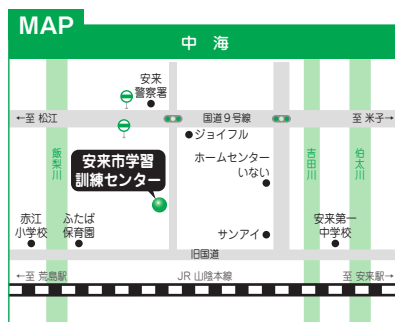 MAP
中 海
安来
警察署
←至 松江
国道9号線
至 米子→
ジョイフル
飯梨川
安来市学習
訓練センター
ホームセンター
いない
吉田川
伯太川
赤江
小学校
ふたば
保育園
サンアイ
安来第一
中学校
旧国道
←至 荒島駅
JR 山陰本線
至 安来駅→